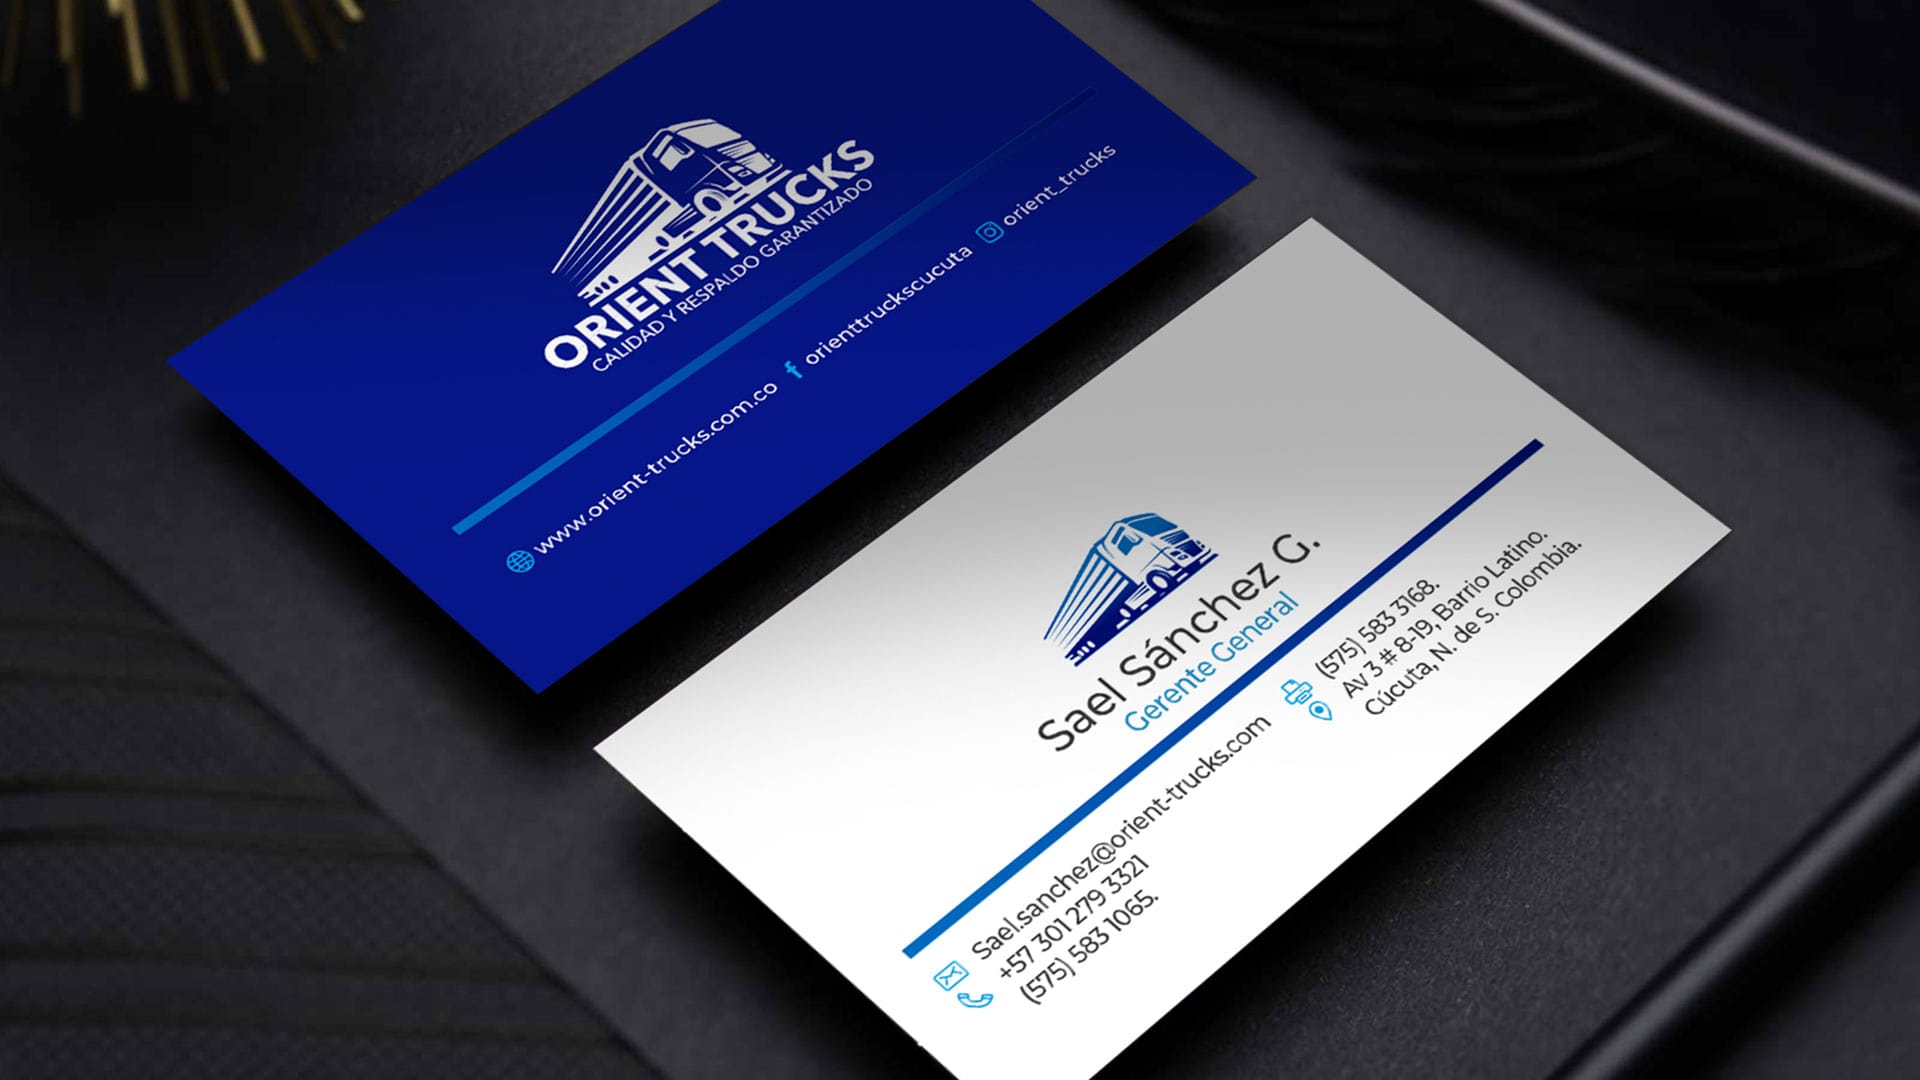 ORIENT TRUCKS
CALIDAD Y RESPALDO GARANTIZADO
www.orient-trucks.com.co
orienttruckscucuta
orient_trucks
Sael Sánchez G.
Gerente General
Sael.sanchez@orient-trucks.com
+57 301 279 3321
(575) 583 1065.
(575) 583 3168.
Av 3 # 8-19, Barrio Latino.
Cúcuta, N. de S. Colombia.